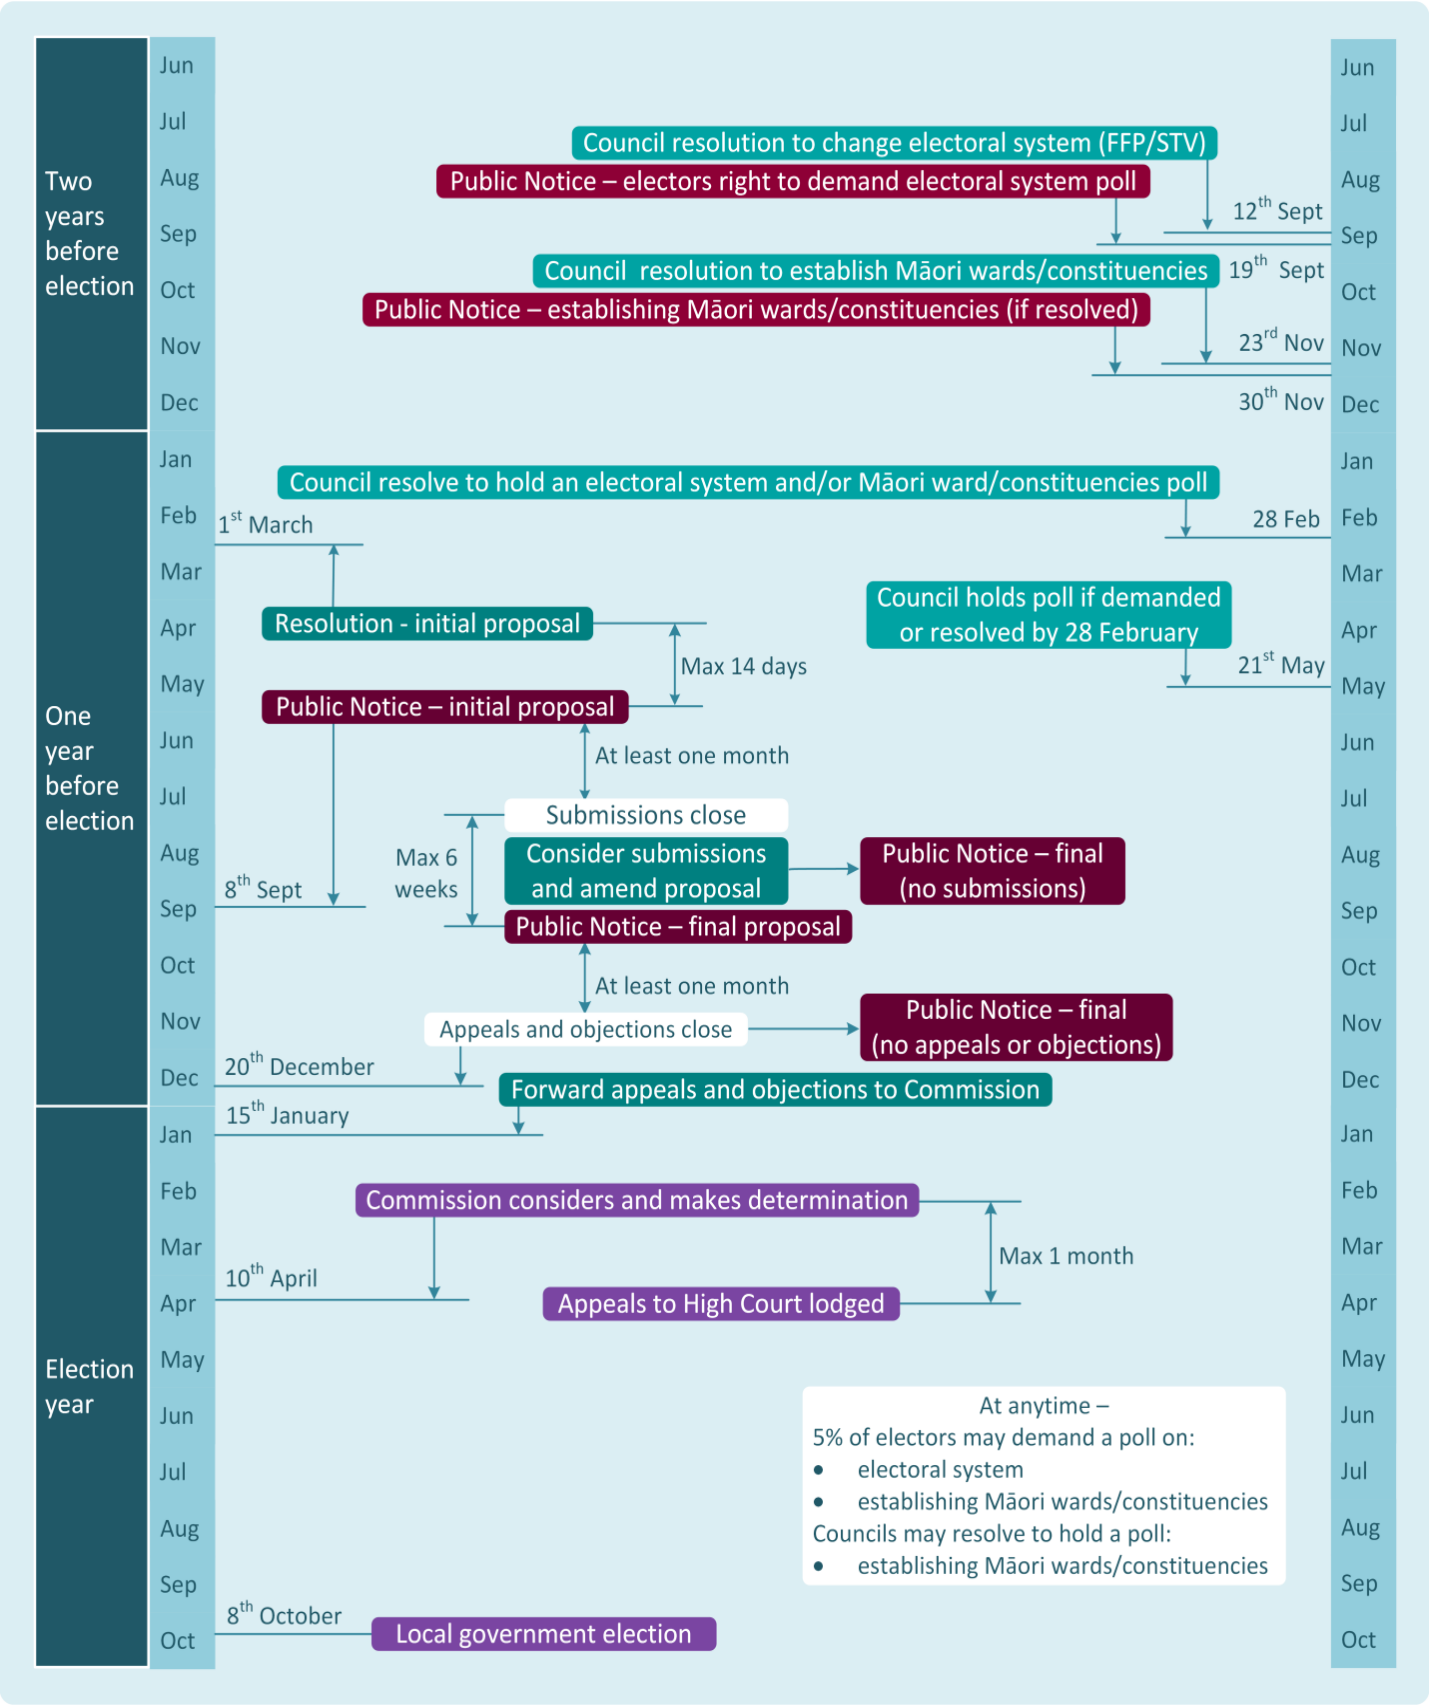 Two
years
before
election
Jun
Jul
Aug
Sep
Oct
Nov
Dec
Council resolution to change electoral system (FFP/STV)
Public Notice – electors right to demand electoral system poll
12th Sept
Council  resolution to establish Māori wards/constituencies
19th Sept
Public Notice – establishing Māori wards/constituencies (if resolved)
23rd Nov
30th Nov
Jun
Jul
Aug
Sep
Oct
Nov
Dec
One
year
before
election
Jan
Feb
Mar
Apr
May
Jun
Jul
Aug
Sep
Oct
Nov
Dec
Council resolve to hold an electoral system and/or Māori ward/constituencies poll
1st March
28 Feb
Council holds poll if demanded
or resolved by 28 February
Resolution - initial proposal
21st May
Max 14 days
Public Notice – initial proposal
At least one month
Submissions close
Max 6
weeks
Consider submissions
and amend proposal
Public Notice – final
(no submissions)
8th Sept
Public Notice – final proposal
At least one month
Appeals and objections close
Public Notice – final
(no appeals or objections)
20th December
Forward appeals and objections to Commission
Jan
Feb
Mar
Apr
May
Jun
Jul
Aug
Sep
Oct
Nov
Dec
Election
year
Jan
Feb
Mar
Apr
May
Jun
Jul
Aug
Sep
Oct
15th January
Commission considers and makes determination
Max 1 month
10th April
Appeals to High Court lodged
At anytime –
5% of electors may demand a poll on:
• electoral system
• establishing Māori wards/constituencies
Councils may resolve to hold a poll:
• establishing Māori wards/constituencies
8th October
Local government election
Jan
Feb
Mar
Apr
May
Jun
Jul
Aug
Sep
Oct